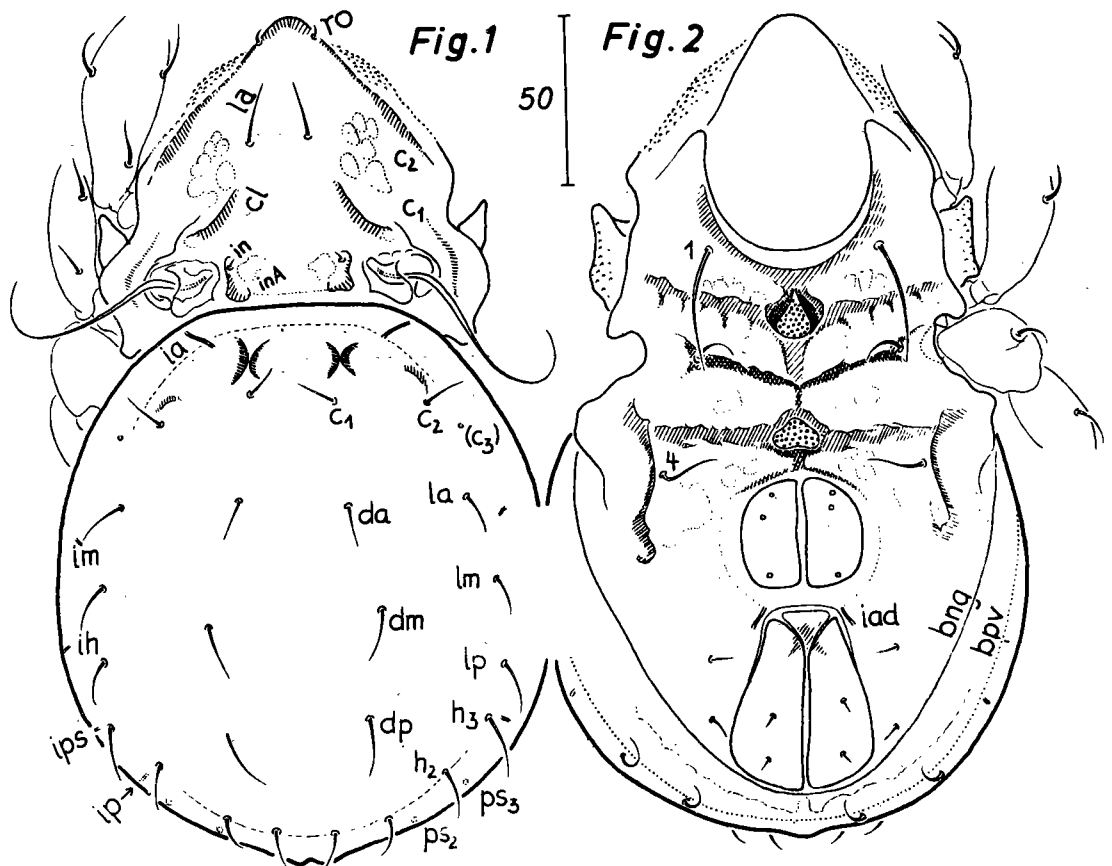 Fig.1
Fig.2
ro
50
la
c2
cl
c1
in
inA
1
ia
c1
c2
(c3)
4
la
da
im
lm
dm
iad
bng
bpv
ih
lp
h3
dp
ips
h2
ip→
ps3
ps2